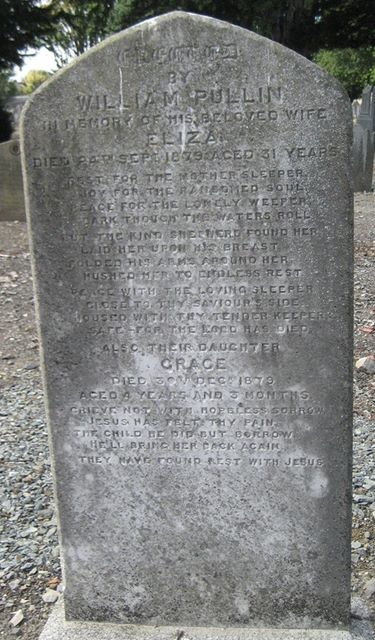 ERECTED
BY
WILLIAM PULLIN
IN MEMORY OF HIS BELOVED WIFE
ELIZA
DIED 24TH SEPT 1879 AGED 31 YEARS
REST FOR THE MOTHER SLEEPER
JOY FOR THE RANSOMED SOUL
PEACE FOR THE LONELY WEEPER
DARK THOUGH THE WATERS ROLL
BUT THE KIND SHEPHERD FOUND HER
LAID HER UPON HIS BREAST
FOLDED HIS ARMS AROUND HER
HUSHED HER TO ENDLESS REST
PEACE WITH THE LOVING SLEEPER
CLOSE TO THY SAVIOUR'S SIDE
HOUSED WITH THY TENDER KEEPER
SAFE FOR THE LORD HAS DIED
ALSO THEIR DAUGHTER
GRACE
DIED DECR 1879
AGED 4 YEARS AND 3 MONTHS
GRIEVE NOT WITH HOPELESS SORROW
JESUS HAS FELT THY PAIN
THE CHILD HE DID BUT BORROW
HE'LL BRING HER BACK AGAIN
THEY HAVE FOUND REST WITH JESUS